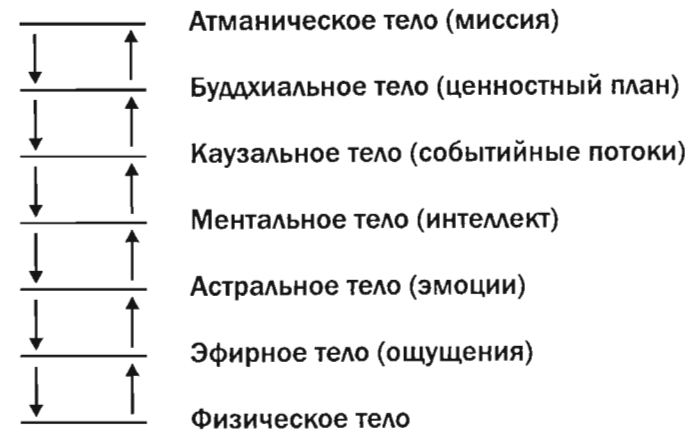 Атманическое тело (миссия)
Буддхиальное тело (ценностный план)
Каузальное тело (событийные потоки)
Ментальное тело (интеллект)
Астральное тело (эмоции)
Эфирное тело (ощущения)
Физическое тело